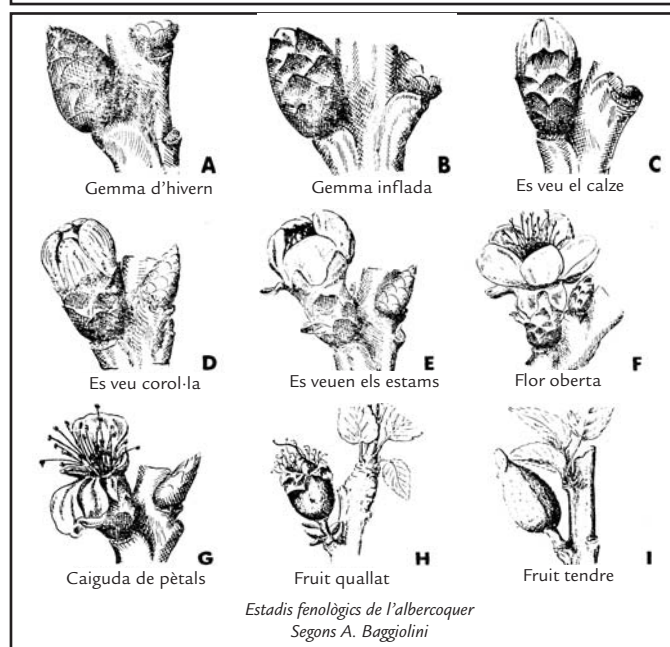 A
B
C
Gemma d'hivern
Gemma inflada
Es veu el calze
D
E
F
Es veu corol·la
Es veuen els estams
Flor oberta
G
H
I
Caiguda de pètals
Fruit quallat
Fruit tendre
Estadis fenològics de l'albercoquer
Segons A. Baggiolini